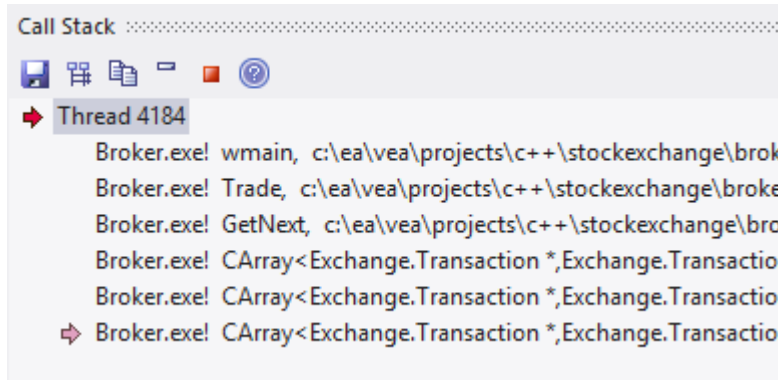 Call Stack
Thread 4184
Broker.exe! wmain, c:\ea\vea\projects\c++\stockexchange\brok
Broker.exe! Trade, c:\ea\vea\projects\c++\stockexchange\broke
Broker.exe! GetNext, c:\ea\vea\projects\c++\stockexchange\bro
Broker.exe! CArray<Exchange.Transaction *,Exchange.Transactio
Broker.exe! CArray<Exchange.Transaction *,Exchange.Transactio
Broker.exe! CArray<Exchange.Transaction *,Exchange.Transactio